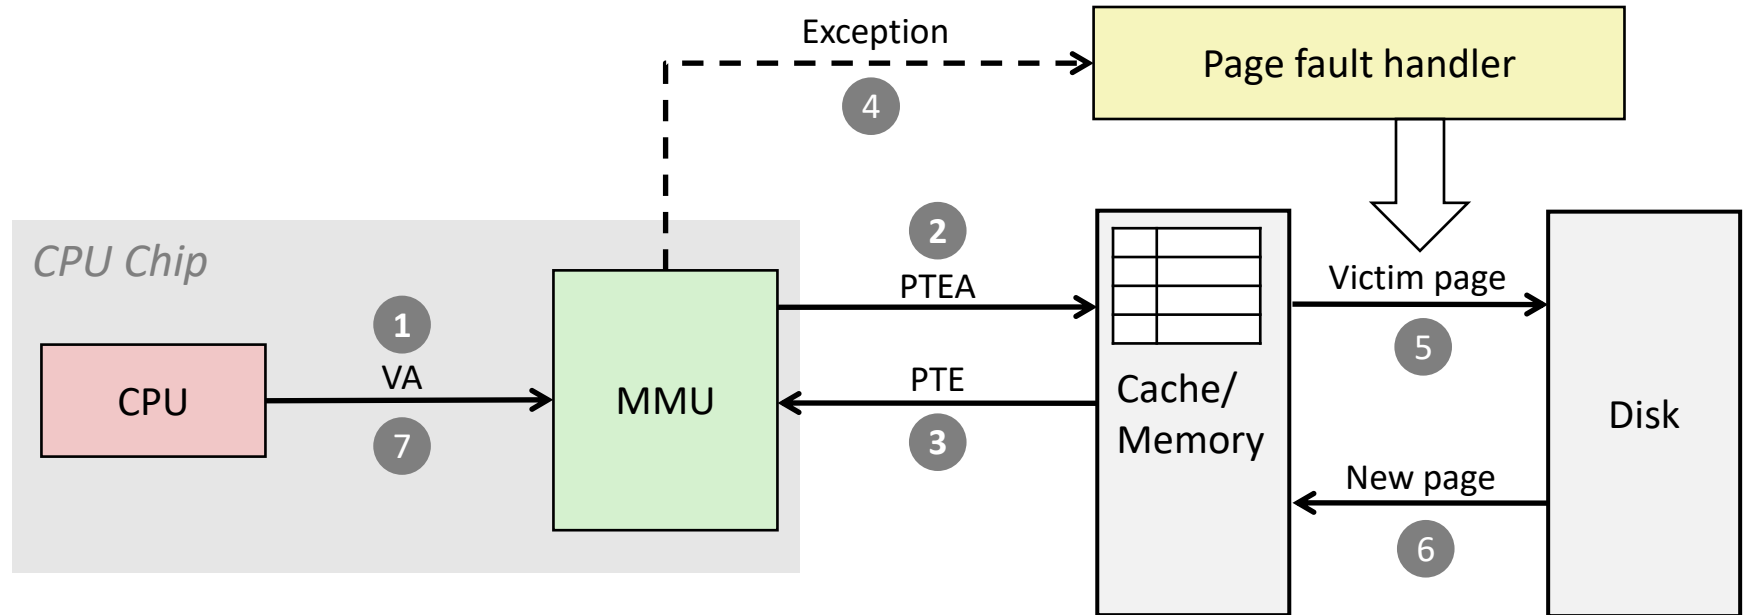 Exception
Page fault handler
4
CPU Chip
2
PTEA
Victim page
5
1
VA
CPU
7
MMU
PTE
3
Cache/
Memory
Disk
New page
6